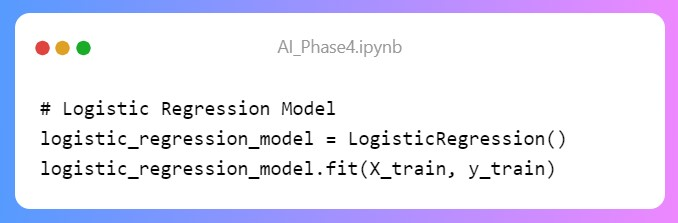 AI_Phase4.ipynb
# Logistic Regression Model
logistic_regression_model = LogisticRegression()
logistic_regression_model.fit(X_train, y_train)